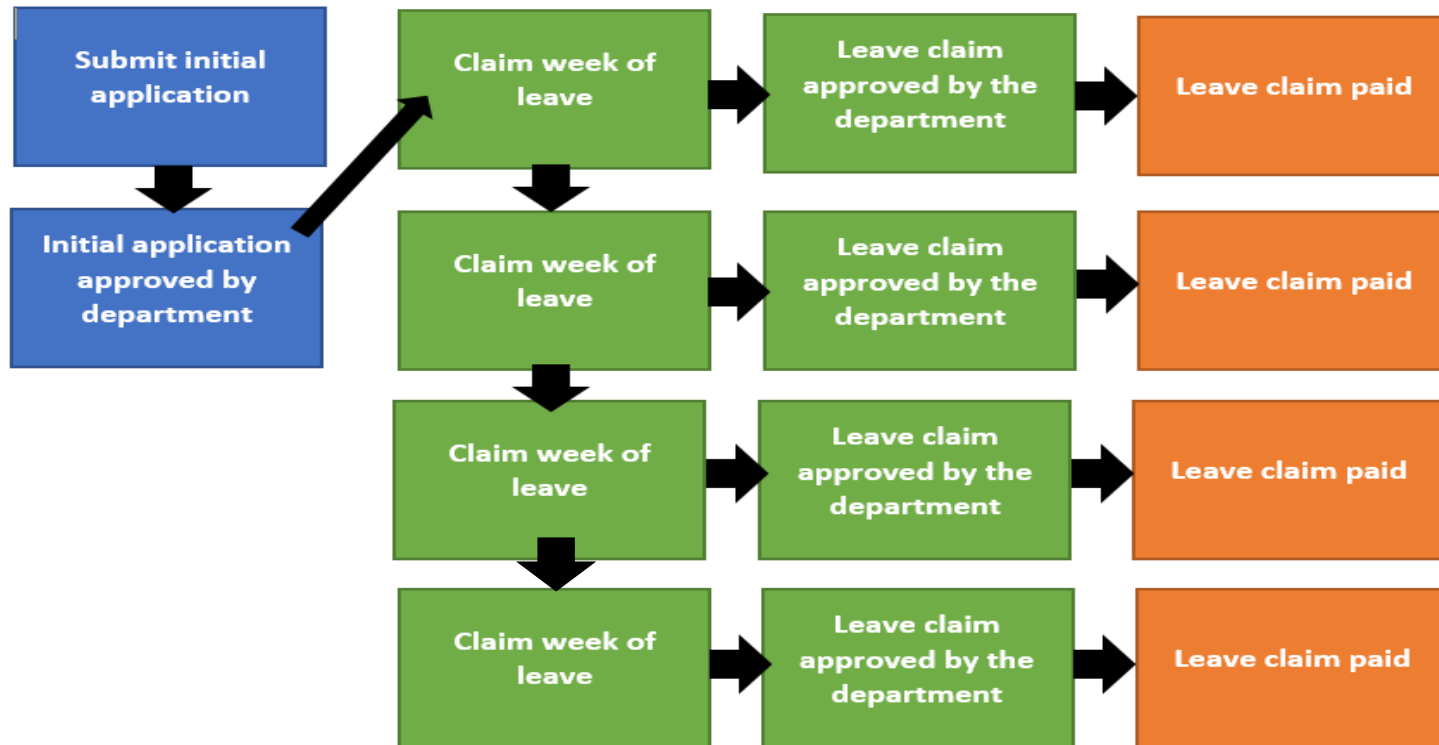 Submit initial
application
Initial application
approved by
department
Claim week of
leave
Leave claim
approved by the
department
Leave claim paid
Claim week of
leave
Leave claim
approved by the
department
Leave claim paid
Claim week of
leave
Leave claim
approved by the
department
Leave claim paid
Claim week of
leave
Leave claim
approved by the
department
Leave claim paid